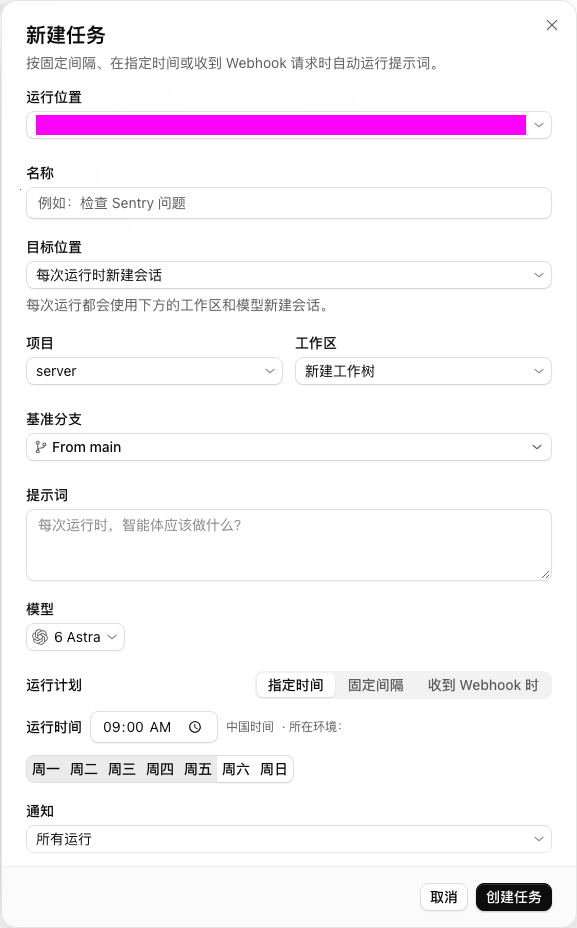 新建任务
按固定间隔、在指定时间或收到 Webhook 请求时自动运行提示词。
运行位置
名称
例如：检查 Sentry 问题
目标位置
每次运行时新建会话
每次运行都会使用下方的工作区和模型新建会话。
项目 工作区
server 新建工作树
基准分支
From main
提示词
每次运行时，智能体应该做什么？
模型
6 Astra
运行计划 指定时间 固定间隔 收到 Webhook 时
运行时间 09:00 AM 中国时间 · 所在环境：
周一 周二 周三 周四 周五 周六 周日
通知
所有运行
取消 创建任务